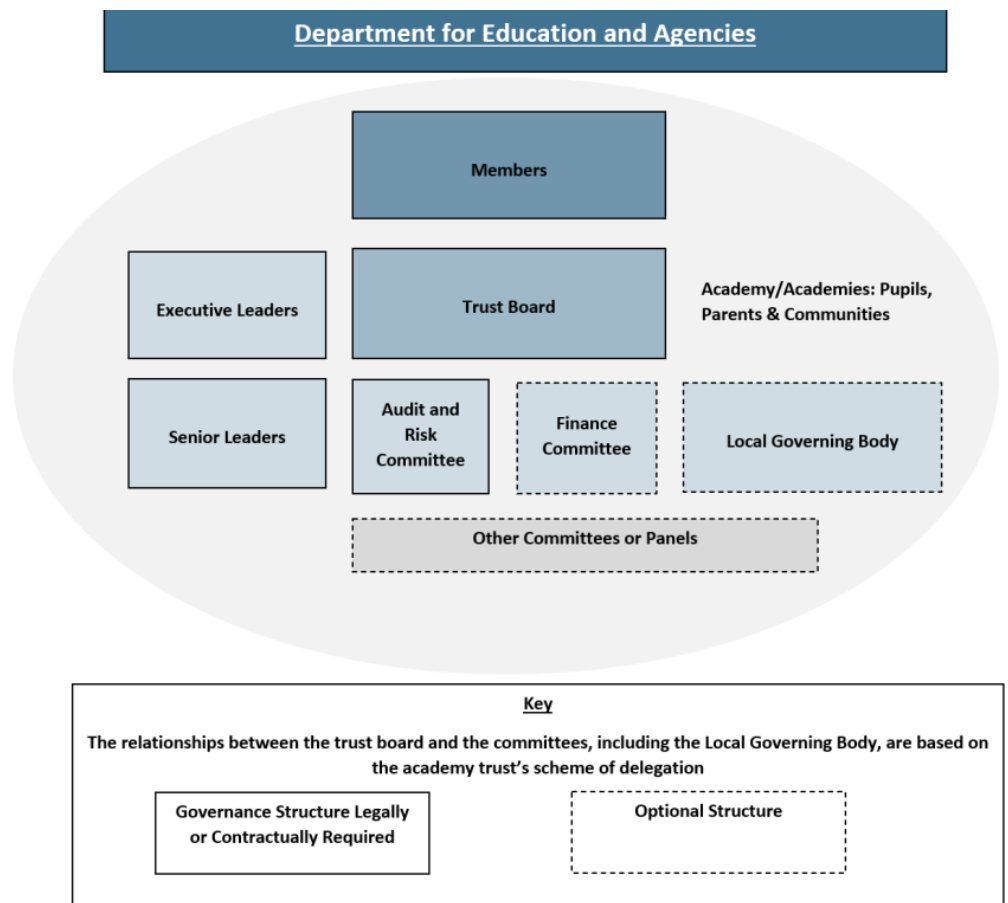 Department for Education and Agencies
Members
Executive Leaders
Trust Board
Academy/Academies: Pupils,
Parents & Communities
Senior Leaders
Audit and
Risk
Committee
Finance
Committee
Local Governing Body
Other Committees or Panels
Key
The relationships between the trust board and the committees, including the Local Governing Body, are based on
the academy trust’s scheme of delegation
Governance Structure Legally
or Contractually Required
Optional Structure